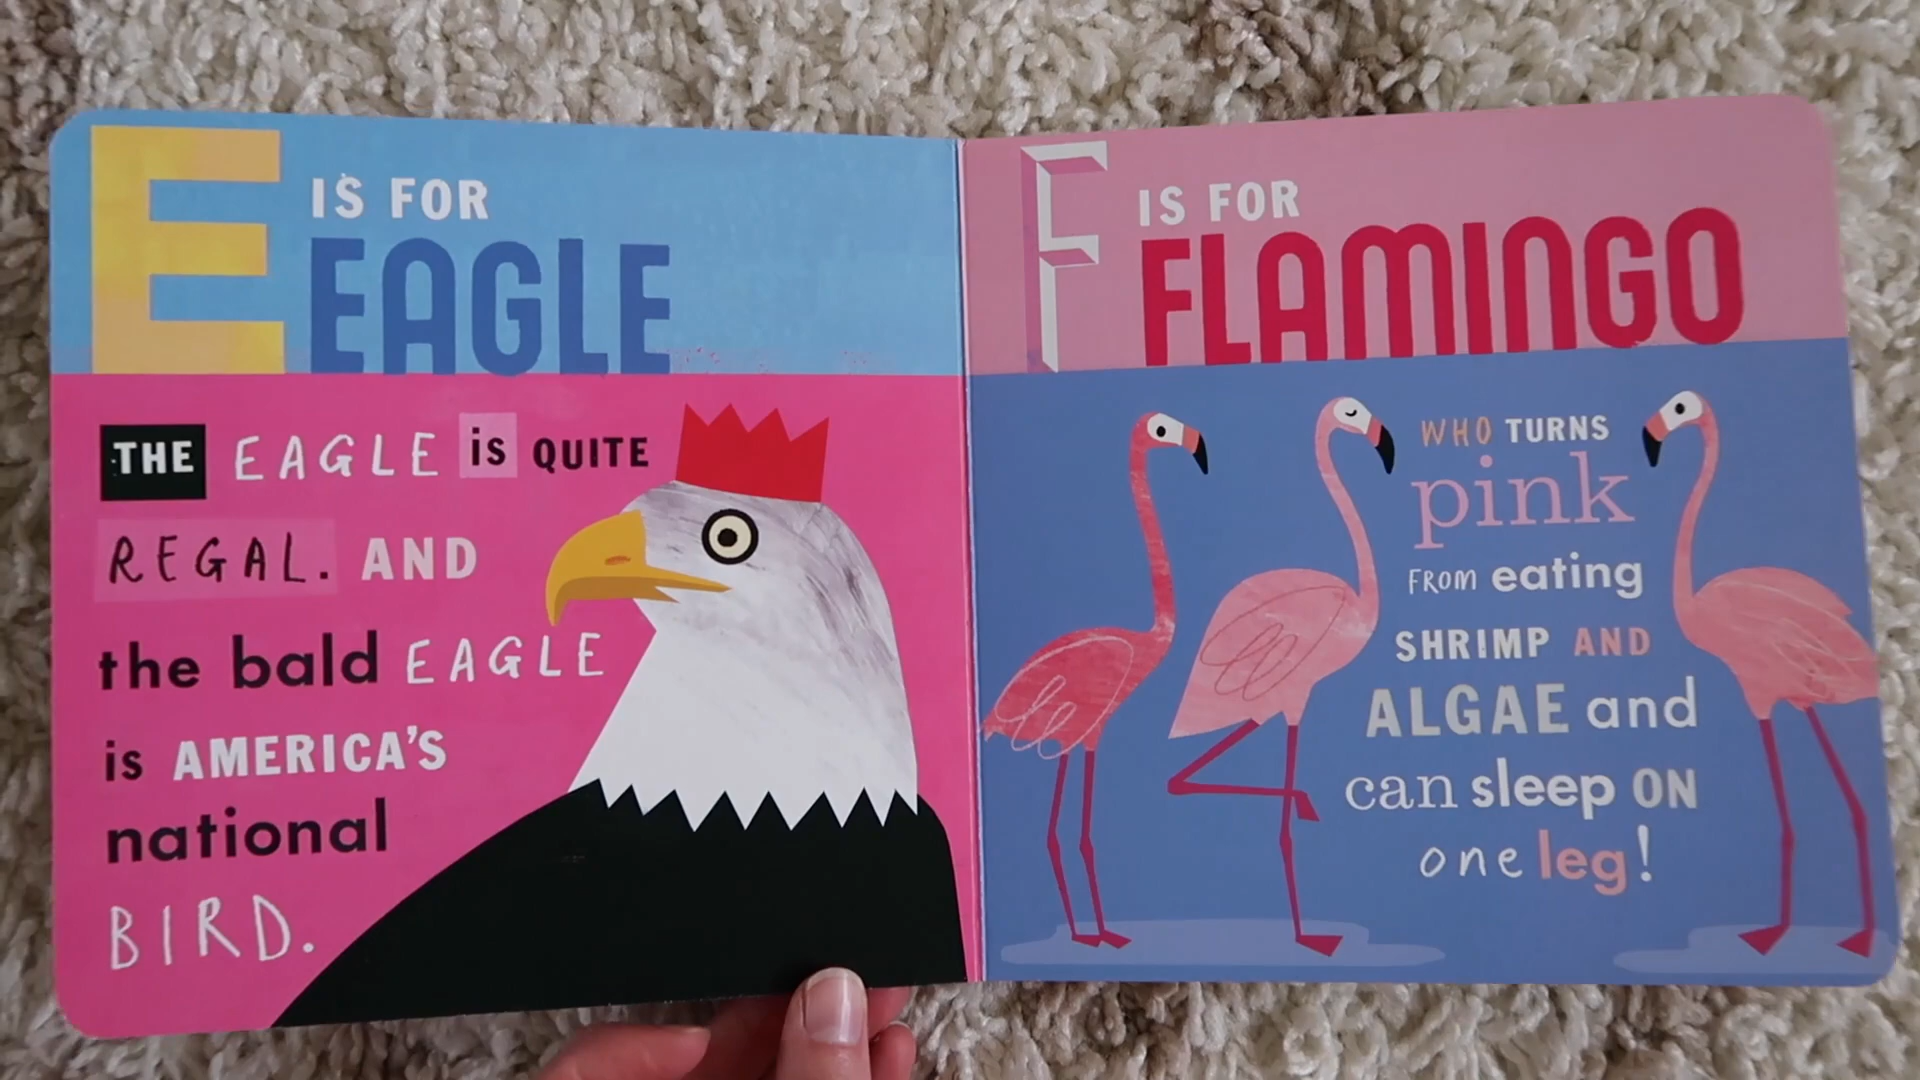 E IS FOR
EAGLE
THE EAGLE is QUITE
REGAL. AND
the bald EAGLE
is AMERICA'S
national
BIRD.
F IS FOR
FLAMINGO
WHO TURNS
pink
FROM eating
SHRIMP AND
ALGAE and
can sleep ON
one leg!